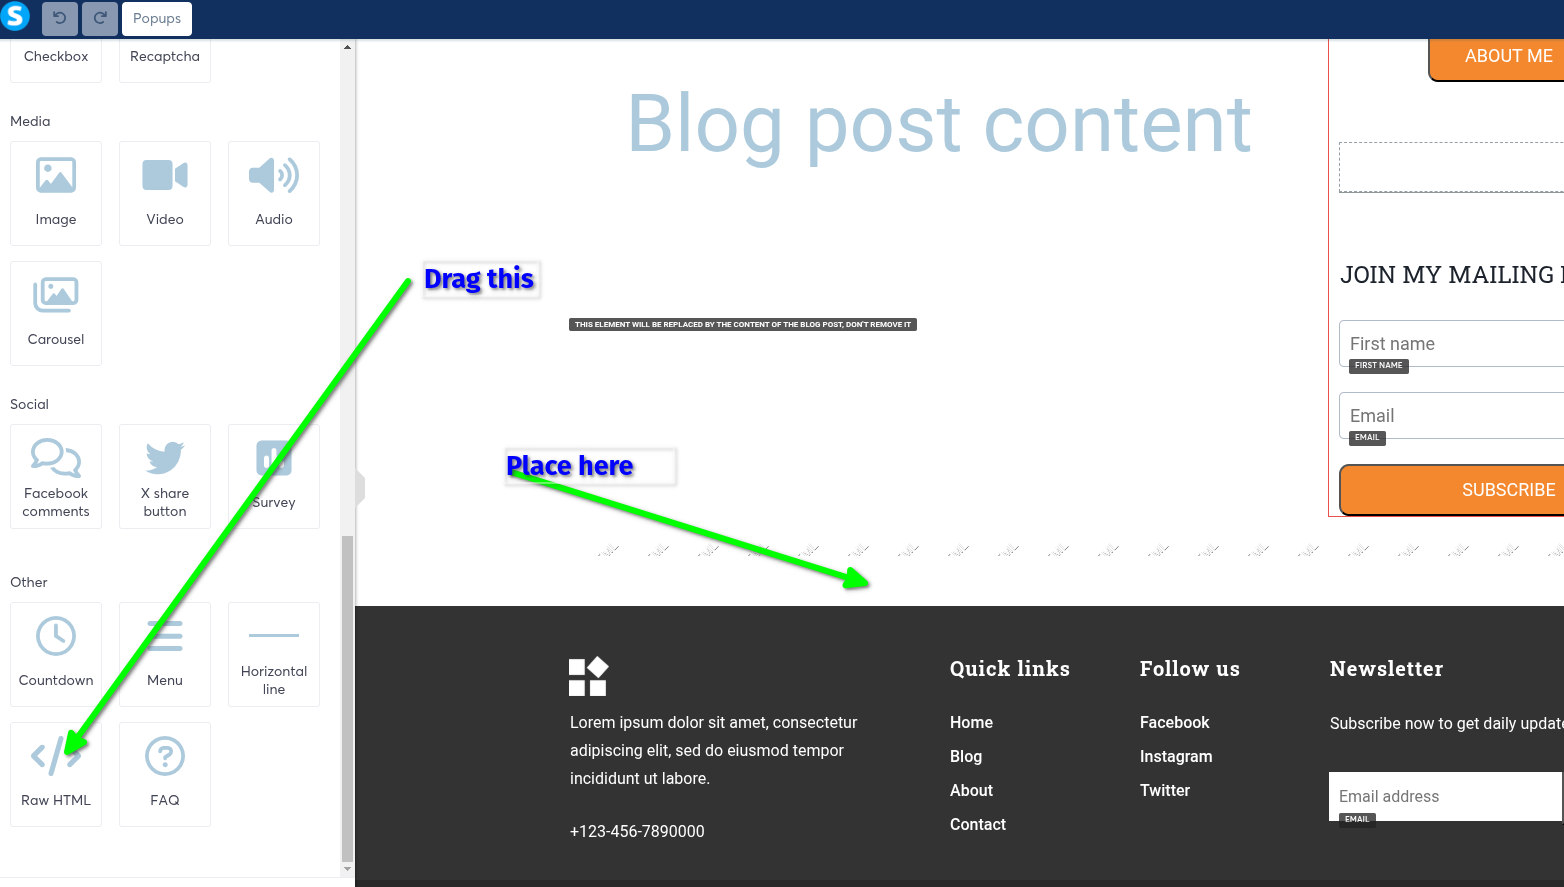 S
Popups
Checkbox
Recaptcha
Media
Image
Video
Audio
Carousel
Social
Facebook
comments
X share
button
Survey
Other
Countdown
Menu
Horizontal
line
Raw HTML
FAQ
ABOUT ME
Blog post content
Drag this
THIS ELEMENT WILL BE REPLACED BY THE CONTENT OF THE BLOG POST, DON'T REMOVE IT
Place here
JOIN MY MAILING
First name
FIRST NAME
Email
EMAIL
SUBSCRIBE
Lorem ipsum dolor sit amet, consectetur
adipiscing elit, sed do eiusmod tempor
incididunt ut labore.
+123-456-7890000
Quick links
Home
Blog
About
Contact
Follow us
Facebook
Instagram
Twitter
Newsletter
Subscribe now to get daily update
Email address
EMAIL